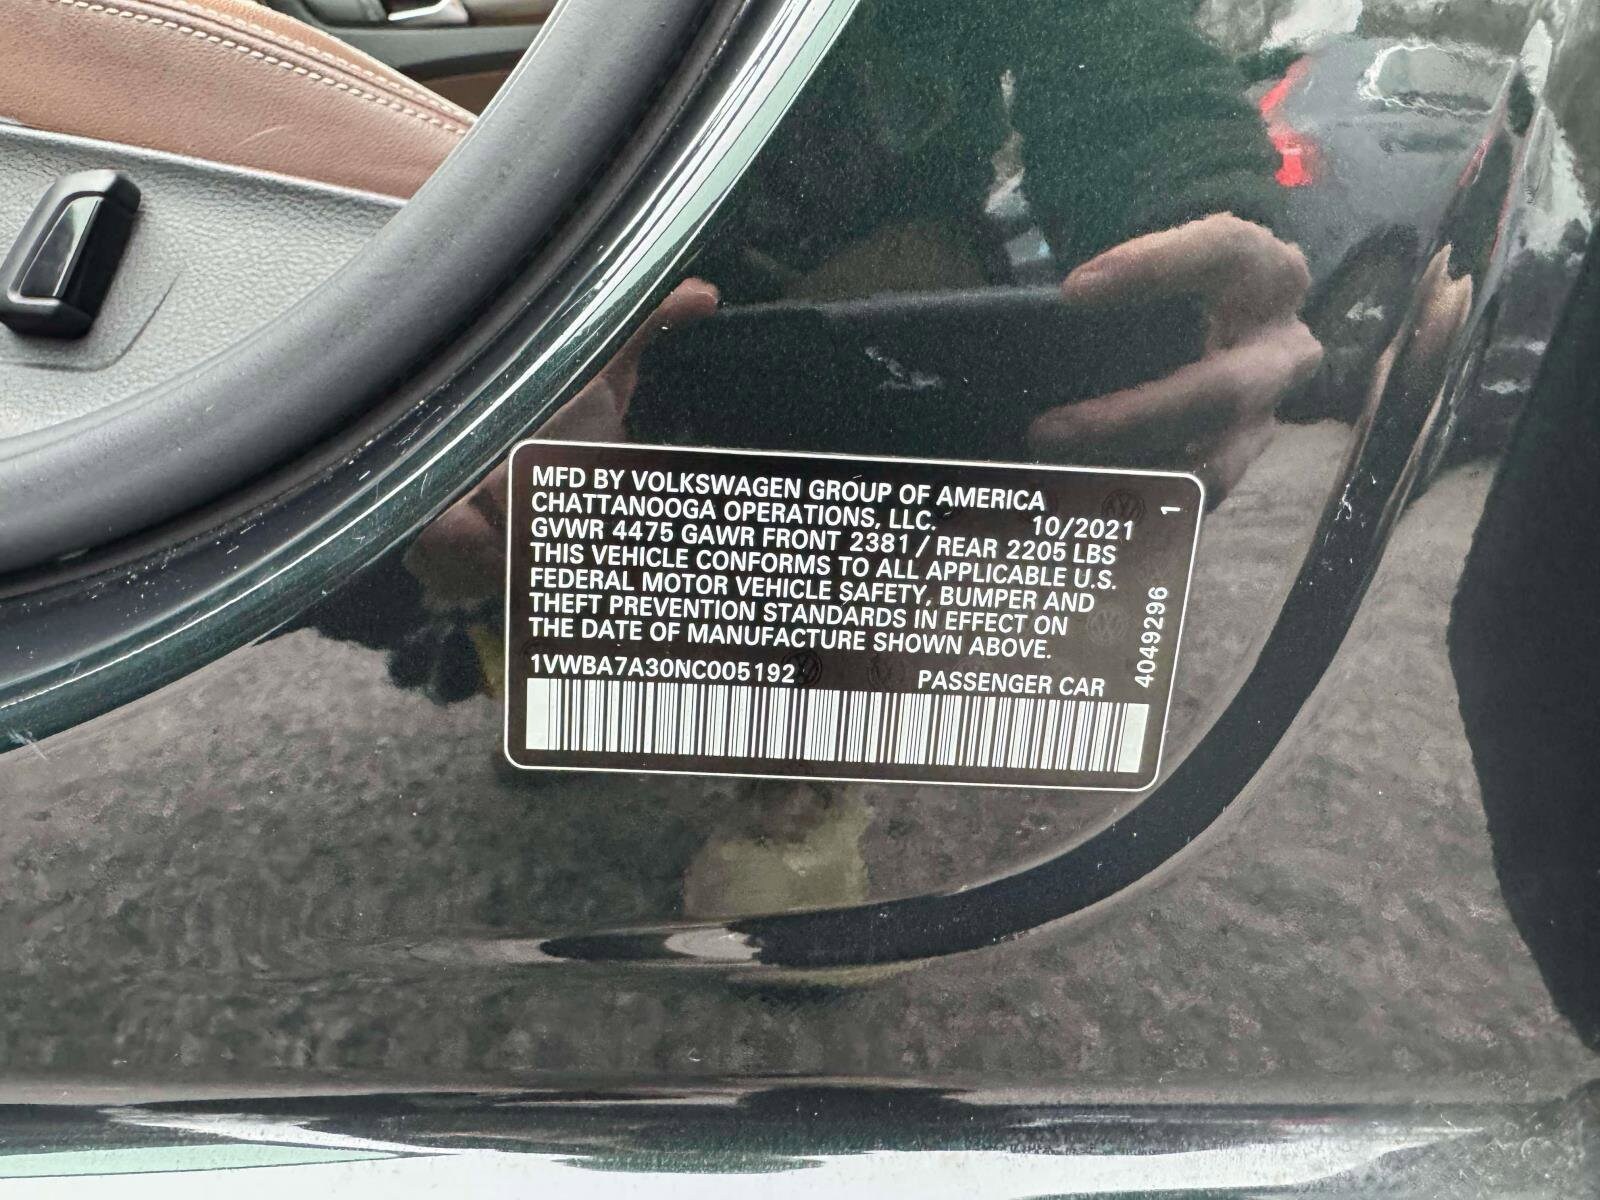 MFD BY VOLKSWAGEN GROUP OF AMERICA
CHATTANOOGA OPERATIONS, LLC. 10/2021
GVWR 4475 GAWR FRONT 2381 / REAR 2205 LBS
THIS VEHICLE CONFORMS TO ALL APPLICABLE U.S.
FEDERAL MOTOR VEHICLE SAFETY, BUMPER AND
THEFT PREVENTION STANDARDS IN EFFECT ON
THE DATE OF MANUFACTURE SHOWN ABOVE.
1VWBA7A30NC005192 PASSENGER CAR
4049296
1